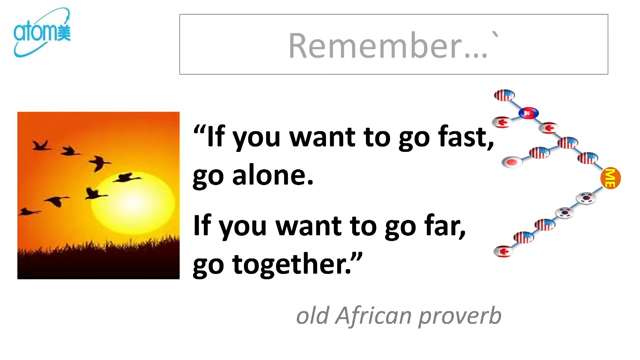 atom美
Remember...`
“If you want to go fast,
go alone.
If you want to go far,
go together.”
old African proverb
ME